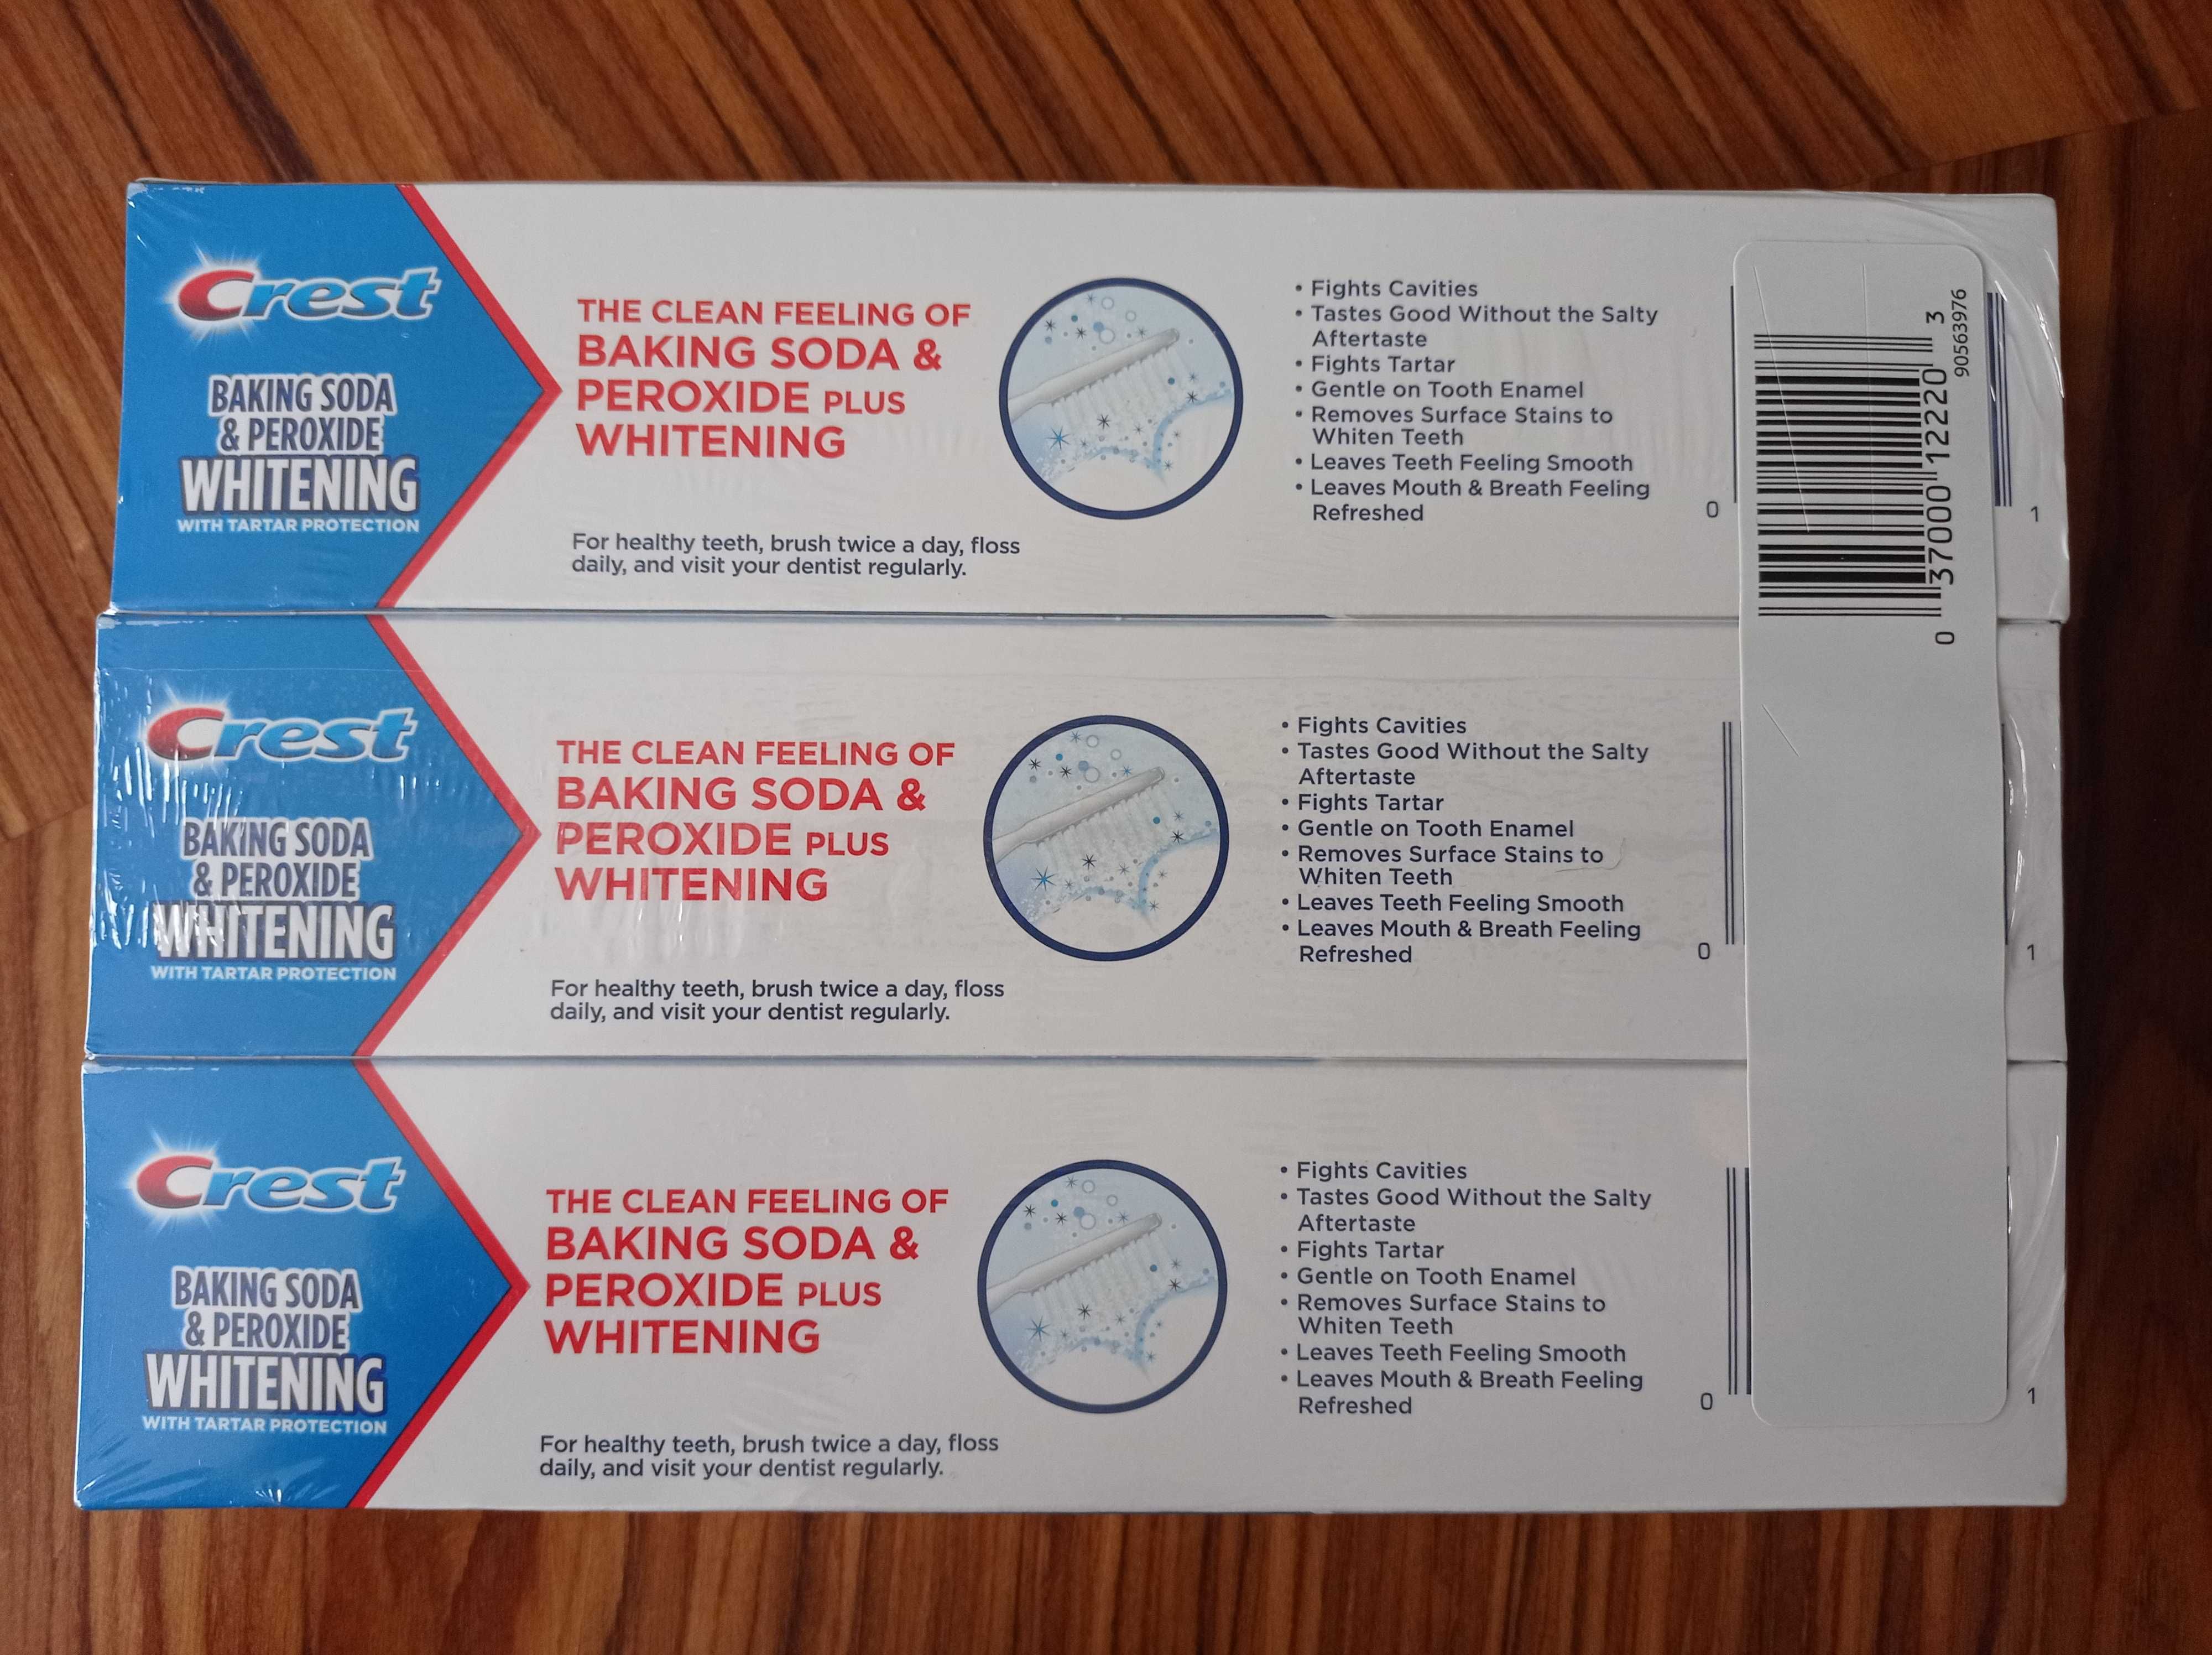 Crest
BAKING SODA
& PEROXIDE
WHITENING
WITH TARTAR PROTECTION
THE CLEAN FEELING OF
BAKING SODA &
PEROXIDE PLUS
WHITENING
For healthy teeth, brush twice a day, floss
daily, and visit your dentist regularly.
• Fights Cavities
• Tastes Good Without the Salty
Aftertaste
• Fights Tartar
• Gentle on Tooth Enamel
• Removes Surface Stains to
Whiten Teeth
• Leaves Teeth Feeling Smooth
• Leaves Mouth & Breath Feeling
Refreshed
0
1
0 37000 12220 3
90563976
Crest
BAKING SODA
& PEROXIDE
WHITENING
WITH TARTAR PROTECTION
THE CLEAN FEELING OF
BAKING SODA &
PEROXIDE PLUS
WHITENING
For healthy teeth, brush twice a day, floss
daily, and visit your dentist regularly.
• Fights Cavities
• Tastes Good Without the Salty
Aftertaste
• Fights Tartar
• Gentle on Tooth Enamel
• Removes Surface Stains to
Whiten Teeth
• Leaves Teeth Feeling Smooth
• Leaves Mouth & Breath Feeling
Refreshed
0
1
Crest
BAKING SODA
& PEROXIDE
WHITENING
WITH TARTAR PROTECTION
THE CLEAN FEELING OF
BAKING SODA &
PEROXIDE PLUS
WHITENING
For healthy teeth, brush twice a day, floss
daily, and visit your dentist regularly.
• Fights Cavities
• Tastes Good Without the Salty
Aftertaste
• Fights Tartar
• Gentle on Tooth Enamel
• Removes Surface Stains to
Whiten Teeth
• Leaves Teeth Feeling Smooth
• Leaves Mouth & Breath Feeling
Refreshed
0
1